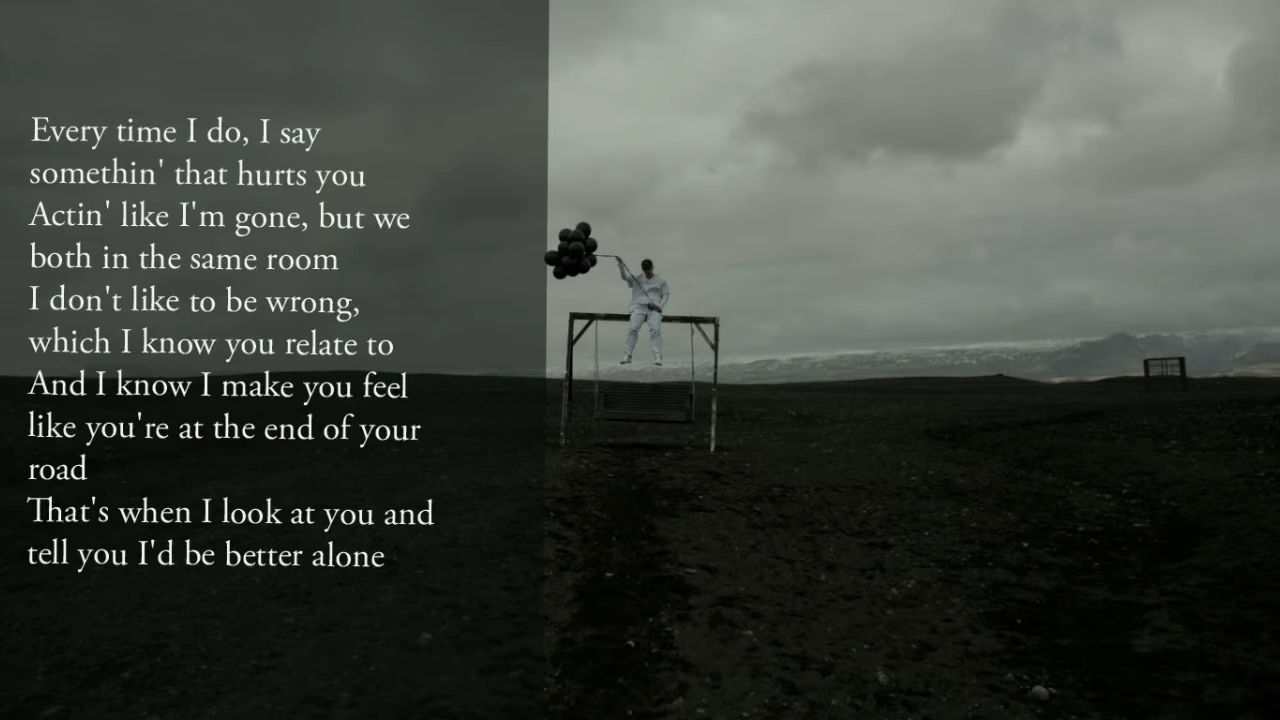 Every time I do, I say
somethin' that hurts you
Actin' like I'm gone, but we
both in the same room
I don't like to be wrong,
which I know you relate to
And I know I make you feel
like you're at the end of your
road
That's when I look at you and
tell you I'd be better alone